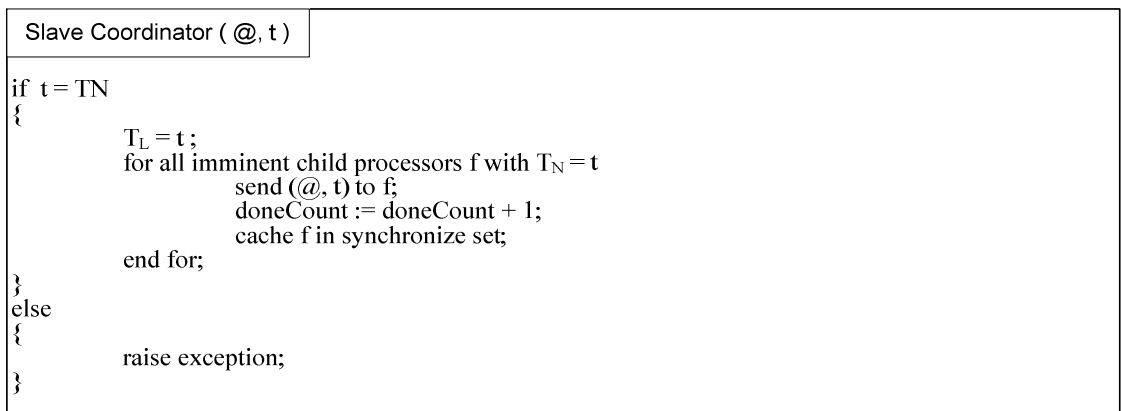 Slave Coordinator ( @, t )
if t = TN
{
T_L = t ;
for all imminent child processors f with T_N = t
send (@, t) to f;
doneCount := doneCount + 1;
cache f in synchronize set;
end for;
}
else
{
raise exception;
}